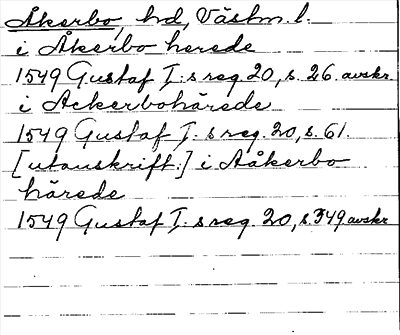 Åkerbo, hd, Västm. l.
i Åkerbo herede
1549 Gustaf I:s reg. 20, s. 26. avskr.
i Ackerbohärede
1549 Gustaf I:s reg. 20, s. 61.
[utanskrift.] i Aåkerbo
härede
1549 Gustaf I:s reg. 20, s. 349 avskr